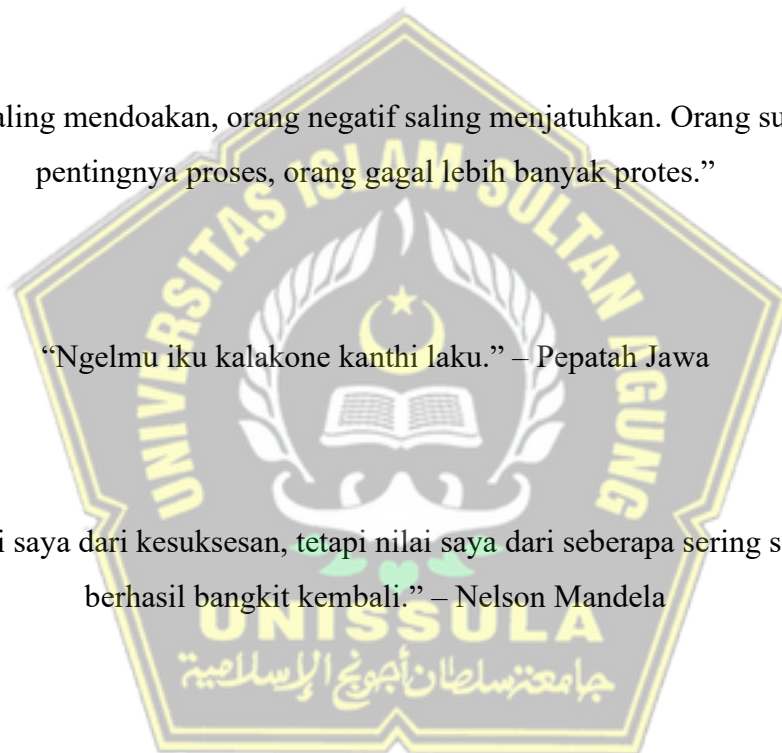 aling mendoakan, orang negatif saling menjatuhkan. Orang su
pentingnya proses, orang gagal lebih banyak protes.”
“Ngelmu iku kalakone kanthi laku.” – Pepatah Jawa
i saya dari kesuksesan, tetapi nilai saya dari seberapa sering s
berhasil bangkit kembali.” – Nelson Mandela
UNIVERSITAS ISLAM SULTAN AGUNG
UNISSULA
جامعة سلطان أجونج الإسلامية